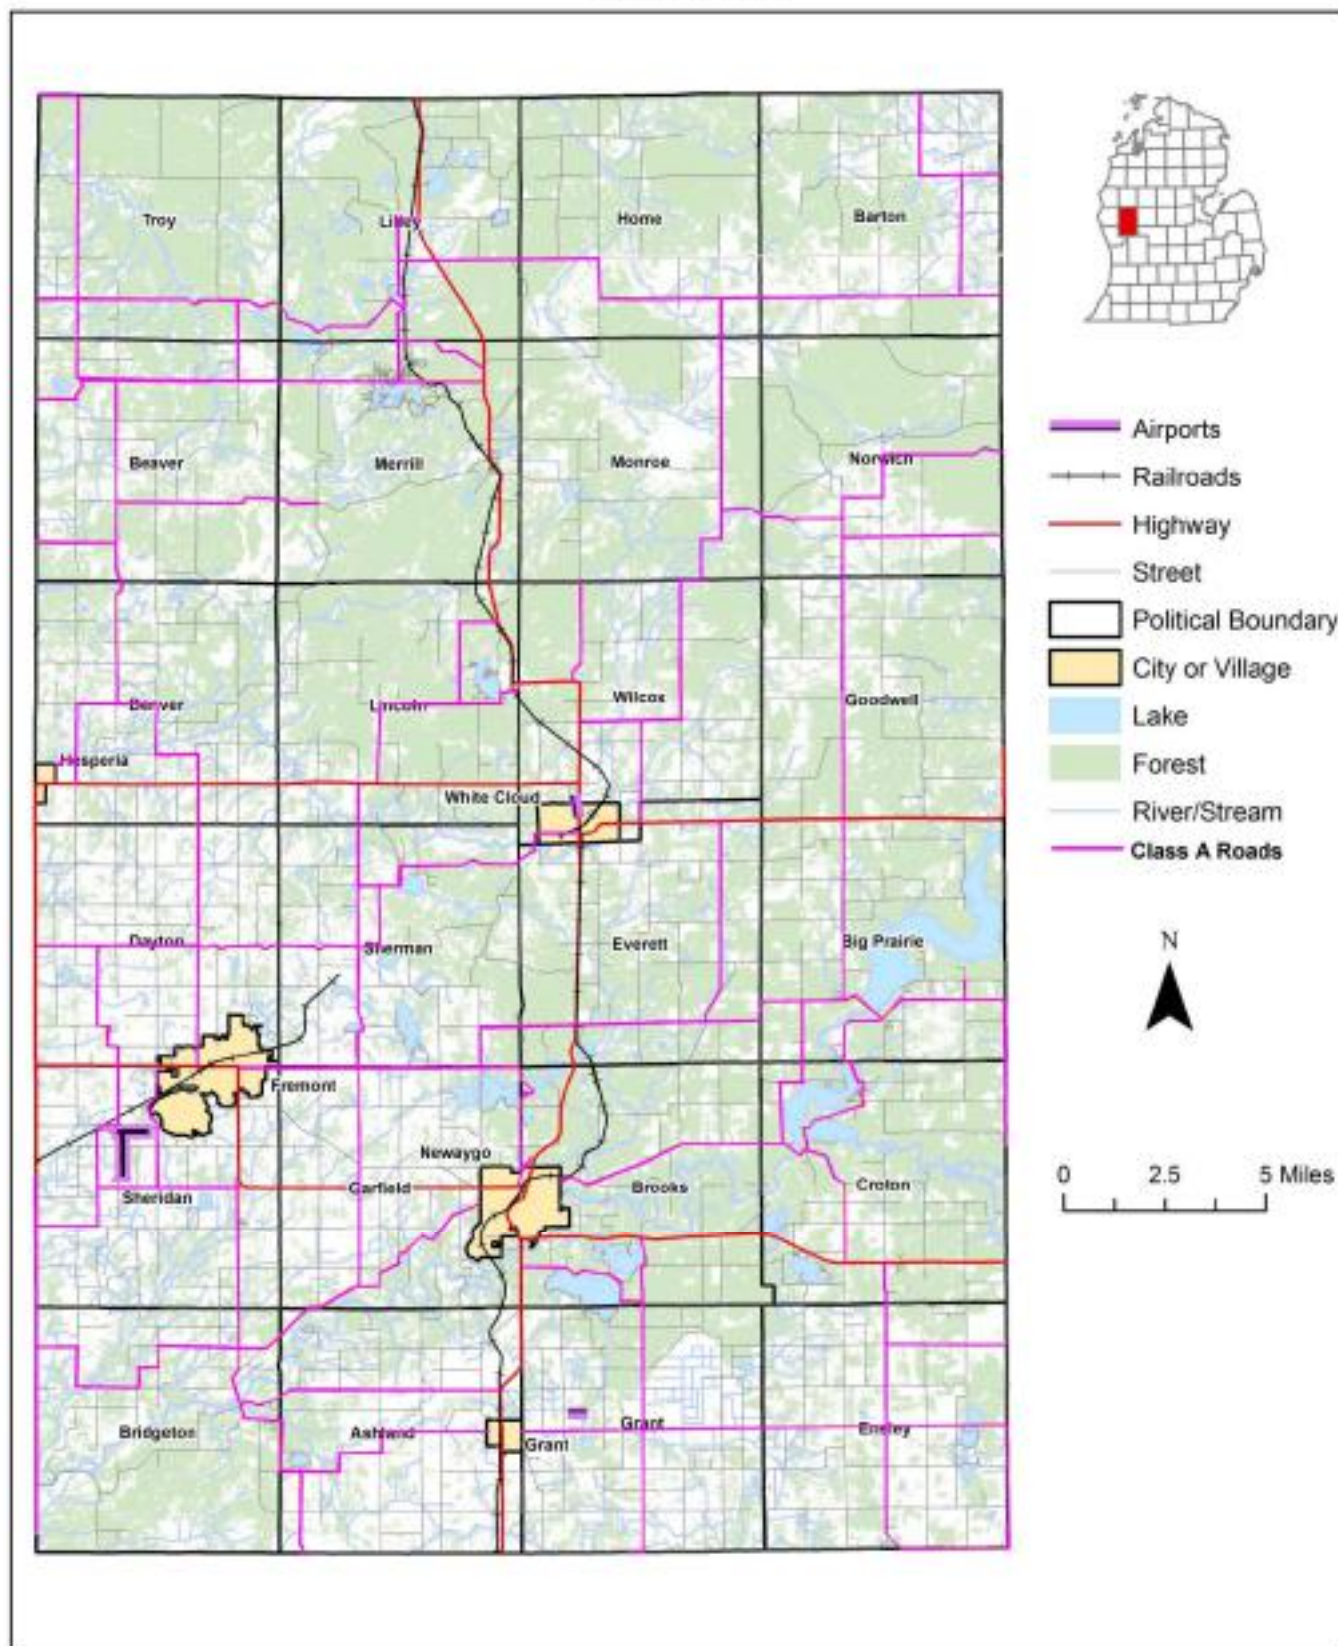 Troy
Lilley
Home
Barton
Beaver
Merrill
Monroe
Norwich
Denver
Lincoln
Wilcox
Goodwell
Hesperia
White Cloud
Dayton
Sherman
Everett
Big Prairie
Fremont
Newaygo
Sheridan
Garfield
Brooks
Croton
Bridgeton
Ashland
Grant
Grant
Ensley
Airports
Railroads
Highway
Street
Political Boundary
City or Village
Lake
Forest
River/Stream
Class A Roads
N
0 2.5 5 Miles